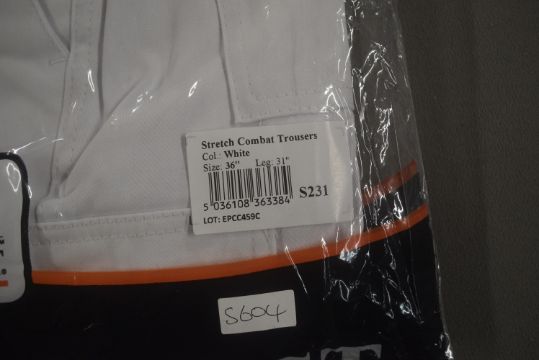 Stretch Combat Trousers
Col.: White
Size: 36" Leg: 31"
5 036108 363384 S231
LOT: EPCC459C
S604